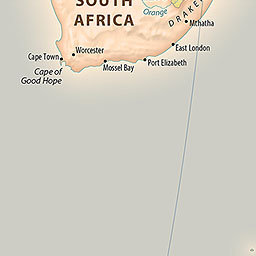 SOUTH
AFRICA
Orange
DRAKE
Mthatha
East London
Worcester
Cape Town
Port Elizabeth
Mossel Bay
Cape of
Good Hope